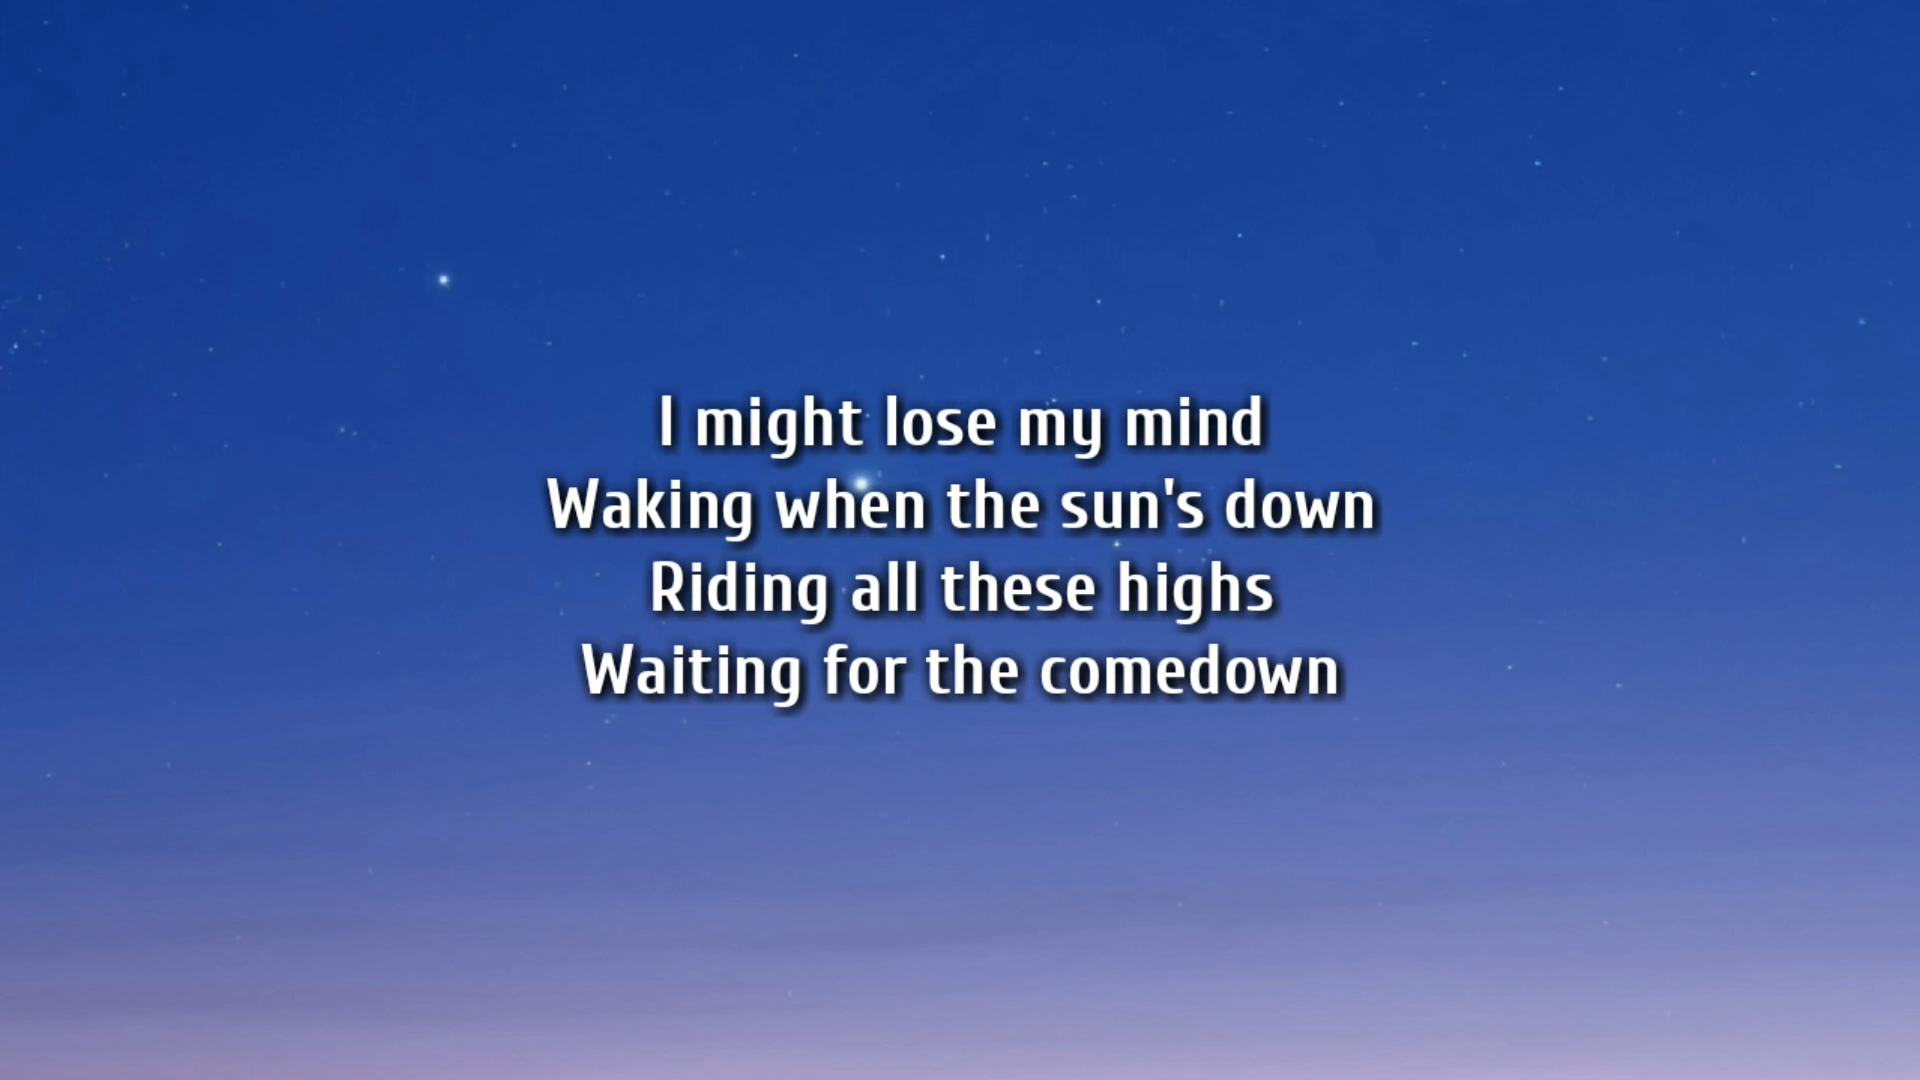 I might lose my mind
Waking when the sun's down
Riding all these highs
Waiting for the comedown